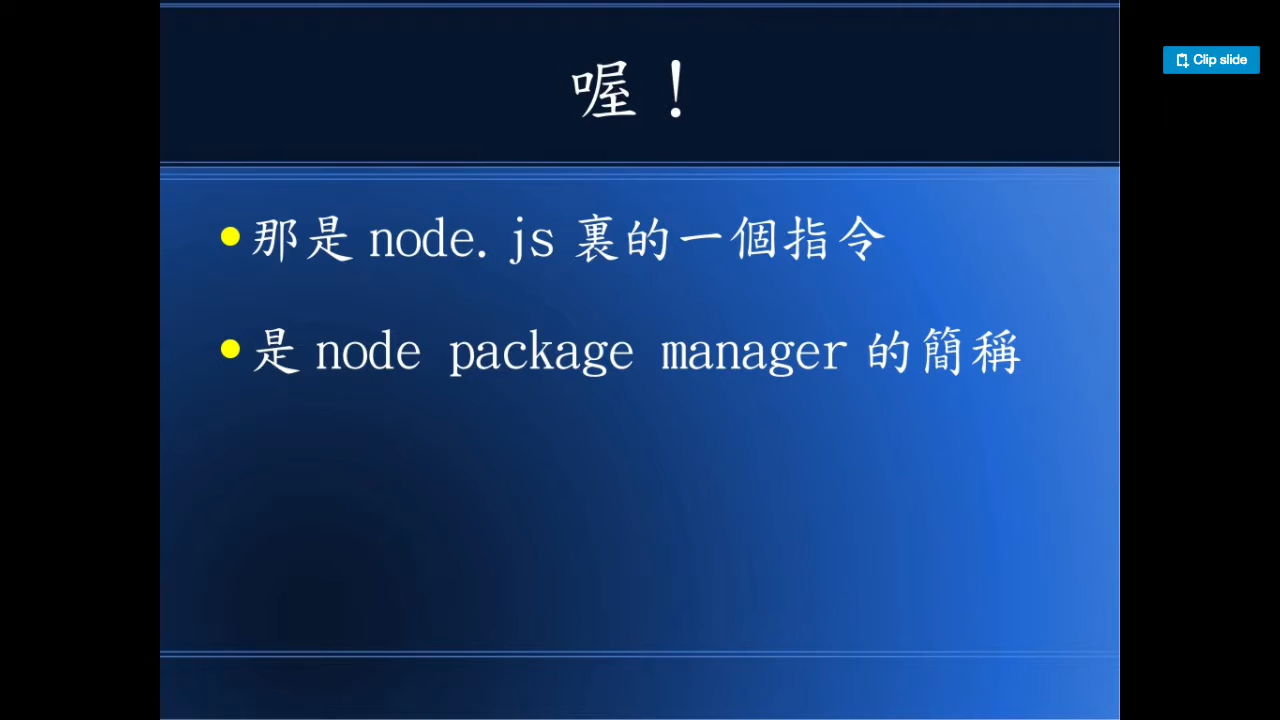 Clip slide
喔！
那是 node.js 裏的一個指令
是 node package manager 的簡稱